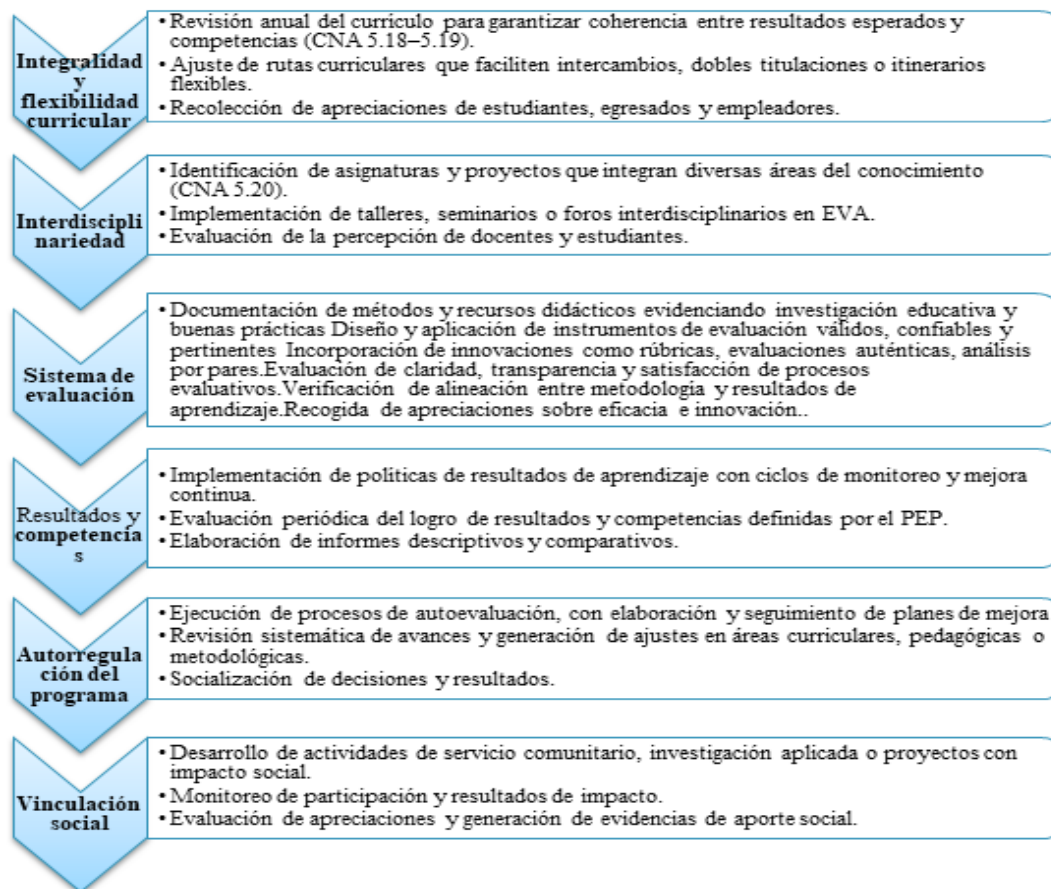 Integralidad
y
flexibilidad
curricular
• Revisión anual del currículo para garantizar coherencia entre resultados esperados y
competencias (CNA 5.18–5.19).
• Ajuste de rutas curriculares que faciliten intercambios, dobles titulaciones o itinerarios
flexibles.
• Recolección de apreciaciones de estudiantes, egresados y empleadores.
Interdiscipli
nariedad
• Identificación de asignaturas y proyectos que integran diversas áreas del conocimiento
(CNA 5.20).
• Implementación de talleres, seminarios o foros interdisciplinarios en EVA.
• Evaluación de la percepción de docentes y estudiantes.
Sistema de
evaluación
• Documentación de métodos y recursos didácticos evidenciando investigación educativa y
buenas prácticas Diseño y aplicación de instrumentos de evaluación válidos, confiables y
pertinentes Incorporación de innovaciones como rúbricas, evaluaciones auténticas, análisis
por pares.Evaluación de claridad, transparencia y satisfacción de procesos
evaluativos.Verificación de alineación entre metodología y resultados de
aprendizaje.Recogida de apreciaciones sobre eficacia e innovación..
Resultados y
competencia
s
• Implementación de políticas de resultados de aprendizaje con ciclos de monitoreo y mejora
continua.
• Evaluación periódica del logro de resultados y competencias definidas por el PEP.
• Elaboración de informes descriptivos y comparativos.
Autorregula
ción del
programa
• Ejecución de procesos de autoevaluación, con elaboración y seguimiento de planes de mejora
• Revisión sistemática de avances y generación de ajustes en áreas curriculares, pedagógicas o
metodológicas.
• Socialización de decisiones y resultados.
Vinculación
social
• Desarrollo de actividades de servicio comunitario, investigación aplicada o proyectos con
impacto social.
• Monitoreo de participación y resultados de impacto.
• Evaluación de apreciaciones y generación de evidencias de aporte social.